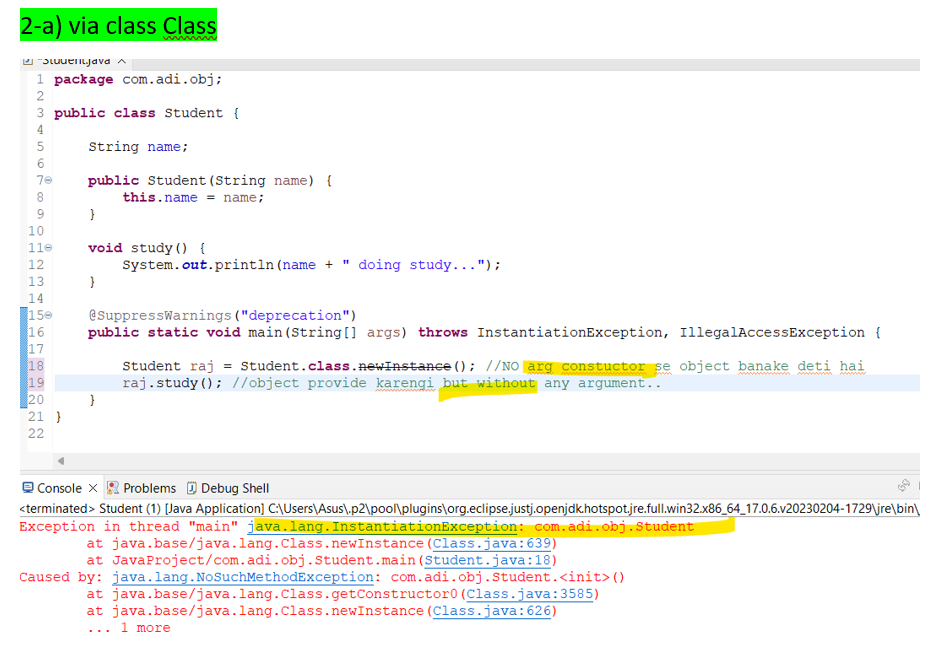 2-a) via class Class
*Student.java
1 package com.adi.obj;
2
3 public class Student {
4
5 String name;
6
7 public Student(String name) {
8 this.name = name;
9 }
10
11 void study() {
12 System.out.println(name + " doing study...");
13 }
14
15 @SuppressWarnings("deprecation")
16 public static void main(String[] args) throws InstantiationException, IllegalAccessException {
17
18 Student raj = Student.class.newInstance(); //NO arg constuctor se object banake deti hai
19 raj.study(); //object provide karengi but without any argument..
20 }
21 }
22
Console Problems Debug Shell
<terminated> Student (1) [Java Application] C:\Users\Asus\.p2\pool\plugins\org.eclipse.justj.openjdk.hotspot.jre.full.win32.x86_64_17.0.6.v20230204-1729\jre\bin\
Exception in thread "main" java.lang.InstantiationException: com.adi.obj.Student
at java.base/java.lang.Class.newInstance(Class.java:639)
at JavaProject/com.adi.obj.Student.main(Student.java:18)
Caused by: java.lang.NoSuchMethodException: com.adi.obj.Student.<init>()
at java.base/java.lang.Class.getConstructor0(Class.java:3585)
at java.base/java.lang.Class.newInstance(Class.java:626)
... 1 more